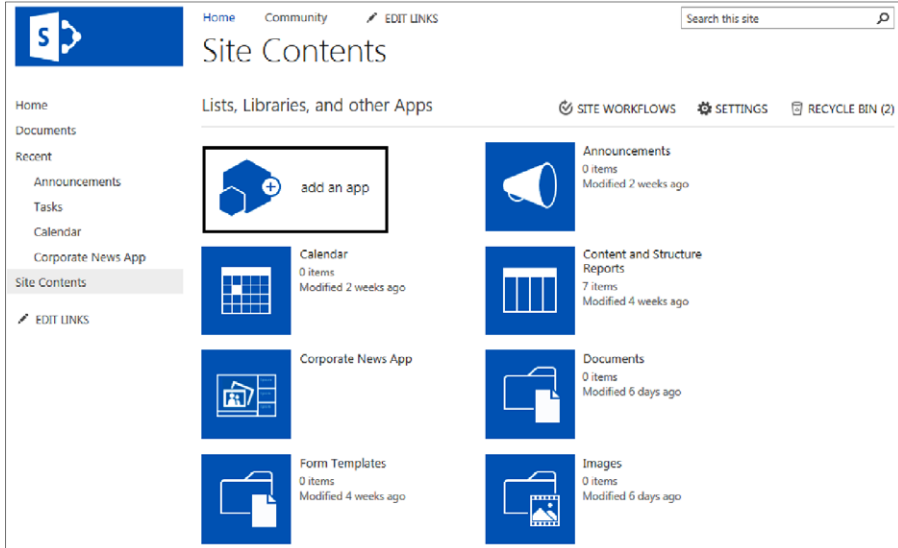 S
Home Community EDIT LINKS
Search this site
Site Contents
Home
Documents
Recent
Announcements
Tasks
Calendar
Corporate News App
Site Contents
EDIT LINKS
Lists, Libraries, and other Apps
SITE WORKFLOWS SETTINGS RECYCLE BIN (2)
add an app
Announcements
0 items
Modified 2 weeks ago
Calendar
0 items
Modified 2 weeks ago
Content and Structure
Reports
7 items
Modified 4 weeks ago
Corporate News App
Documents
0 items
Modified 6 days ago
Form Templates
0 items
Modified 4 weeks ago
Images
0 items
Modified 6 days ago